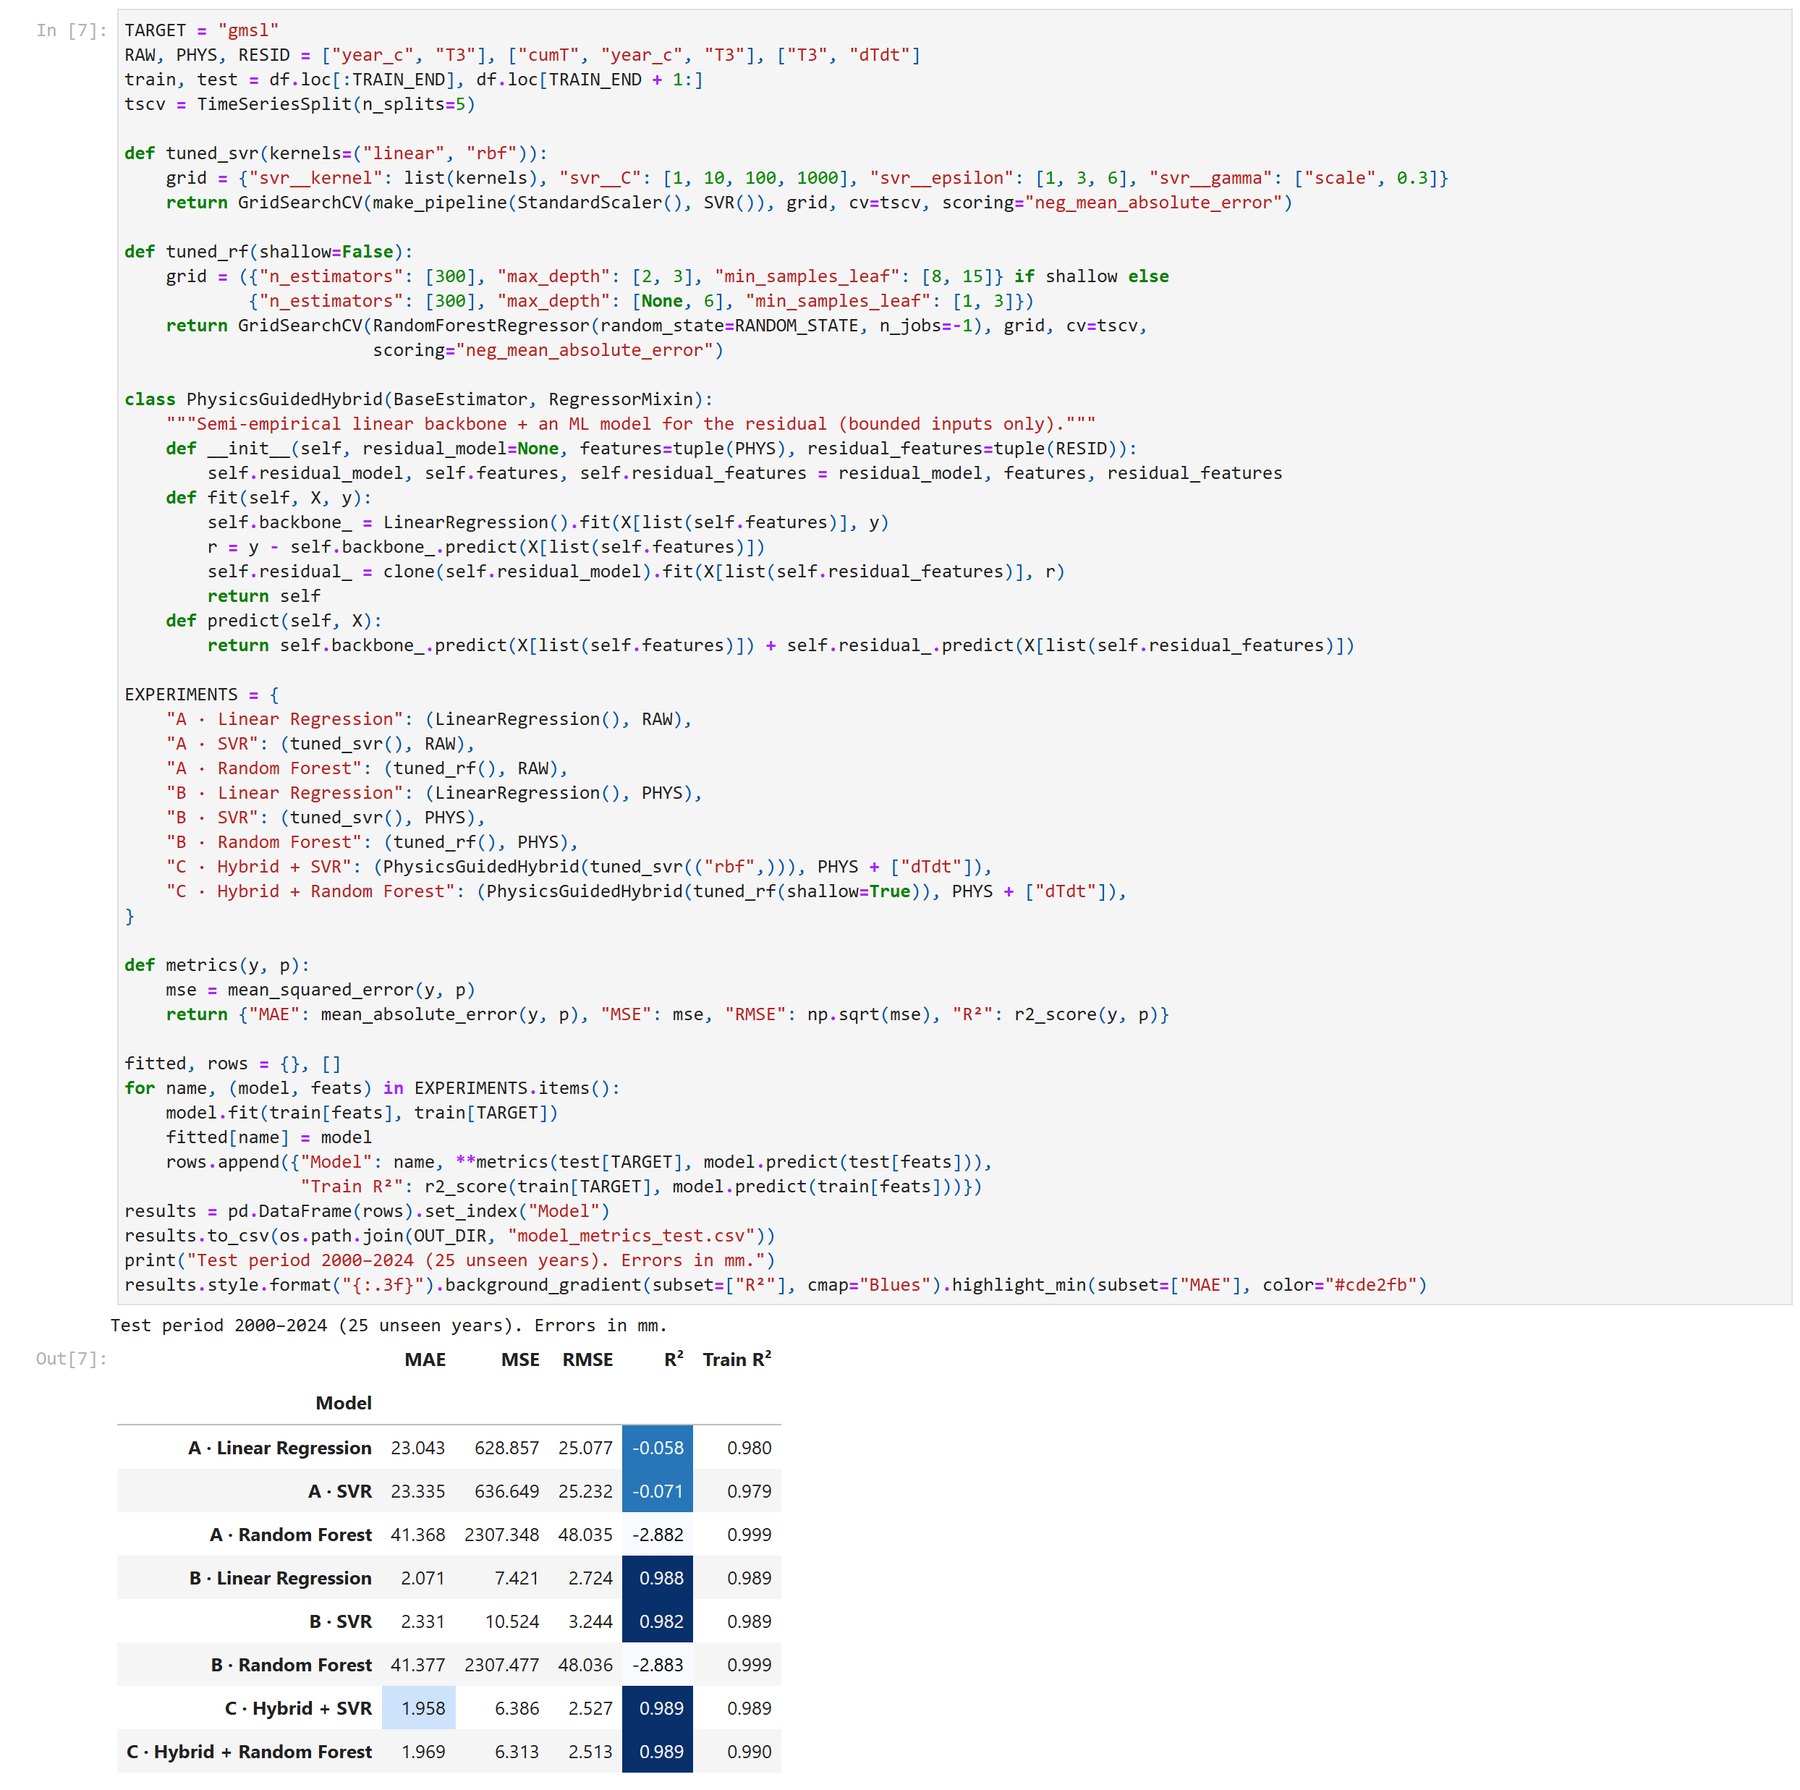 In [7]:
TARGET = "gmsl"
RAW, PHYS, RESID = ["year_c", "T3"], ["cumT", "year_c", "T3"], ["T3", "dTdt"]
train, test = df.loc[:TRAIN_END], df.loc[TRAIN_END + 1:]
tscv = TimeSeriesSplit(n_splits=5)

def tuned_svr(kernels=("linear", "rbf")):
    grid = {"svr__kernel": list(kernels), "svr__C": [1, 10, 100, 1000], "svr__epsilon": [1, 3, 6], "svr__gamma": ["scale", 0.3]}
    return GridSearchCV(make_pipeline(StandardScaler(), SVR()), grid, cv=tscv, scoring="neg_mean_absolute_error")

def tuned_rf(shallow=False):
    grid = ({"n_estimators": [300], "max_depth": [2, 3], "min_samples_leaf": [8, 15]} if shallow else
            {"n_estimators": [300], "max_depth": [None, 6], "min_samples_leaf": [1, 3]})
    return GridSearchCV(RandomForestRegressor(random_state=RANDOM_STATE, n_jobs=-1), grid, cv=tscv,
                        scoring="neg_mean_absolute_error")

class PhysicsGuidedHybrid(BaseEstimator, RegressorMixin):
    """Semi-empirical linear backbone + an ML model for the residual (bounded inputs only)."""
    def __init__(self, residual_model=None, features=tuple(PHYS), residual_features=tuple(RESID)):
        self.residual_model, self.features, self.residual_features = residual_model, features, residual_features
    def fit(self, X, y):
        self.backbone_ = LinearRegression().fit(X[list(self.features)], y)
        r = y - self.backbone_.predict(X[list(self.features)])
        self.residual_ = clone(self.residual_model).fit(X[list(self.residual_features)], r)
        return self
    def predict(self, X):
        return self.backbone_.predict(X[list(self.features)]) + self.residual_.predict(X[list(self.residual_features)])

EXPERIMENTS = {
    "A · Linear Regression": (LinearRegression(), RAW),
    "A · SVR": (tuned_svr(), RAW),
    "A · Random Forest": (tuned_rf(), RAW),
    "B · Linear Regression": (LinearRegression(), PHYS),
    "B · SVR": (tuned_svr(), PHYS),
    "B · Random Forest": (tuned_rf(), PHYS),
    "C · Hybrid + SVR": (PhysicsGuidedHybrid(tuned_svr(("rbf",))), PHYS + ["dTdt"]),
    "C · Hybrid + Random Forest": (PhysicsGuidedHybrid(tuned_rf(shallow=True)), PHYS + ["dTdt"]),
}

def metrics(y, p):
    mse = mean_squared_error(y, p)
    return {"MAE": mean_absolute_error(y, p), "MSE": mse, "RMSE": np.sqrt(mse), "R²": r2_score(y, p)}

fitted, rows = {}, []
for name, (model, feats) in EXPERIMENTS.items():
    model.fit(train[feats], train[TARGET])
    fitted[name] = model
    rows.append({"Model": name, **metrics(test[TARGET], model.predict(test[feats])),
                 "Train R²": r2_score(train[TARGET], model.predict(train[feats]))})
results = pd.DataFrame(rows).set_index("Model")
results.to_csv(os.path.join(OUT_DIR, "model_metrics_test.csv"))
print("Test period 2000–2024 (25 unseen years). Errors in mm.")
results.style.format("{:.3f}").background_gradient(subset=["R²"], cmap="Blues").highlight_min(subset=["MAE"], color="#cde2fb")
Test period 2000–2024 (25 unseen years). Errors in mm.
Out[7]:
MAE MSE RMSE R² Train R²
Model
A · Linear Regression 23.043 628.857 25.077 -0.058 0.980
A · SVR 23.335 636.649 25.232 -0.071 0.979
A · Random Forest 41.368 2307.348 48.035 -2.882 0.999
B · Linear Regression 2.071 7.421 2.724 0.988 0.989
B · SVR 2.331 10.524 3.244 0.982 0.989
B · Random Forest 41.377 2307.477 48.036 -2.883 0.999
C · Hybrid + SVR 1.958 6.386 2.527 0.989 0.989
C · Hybrid + Random Forest 1.969 6.313 2.513 0.989 0.990